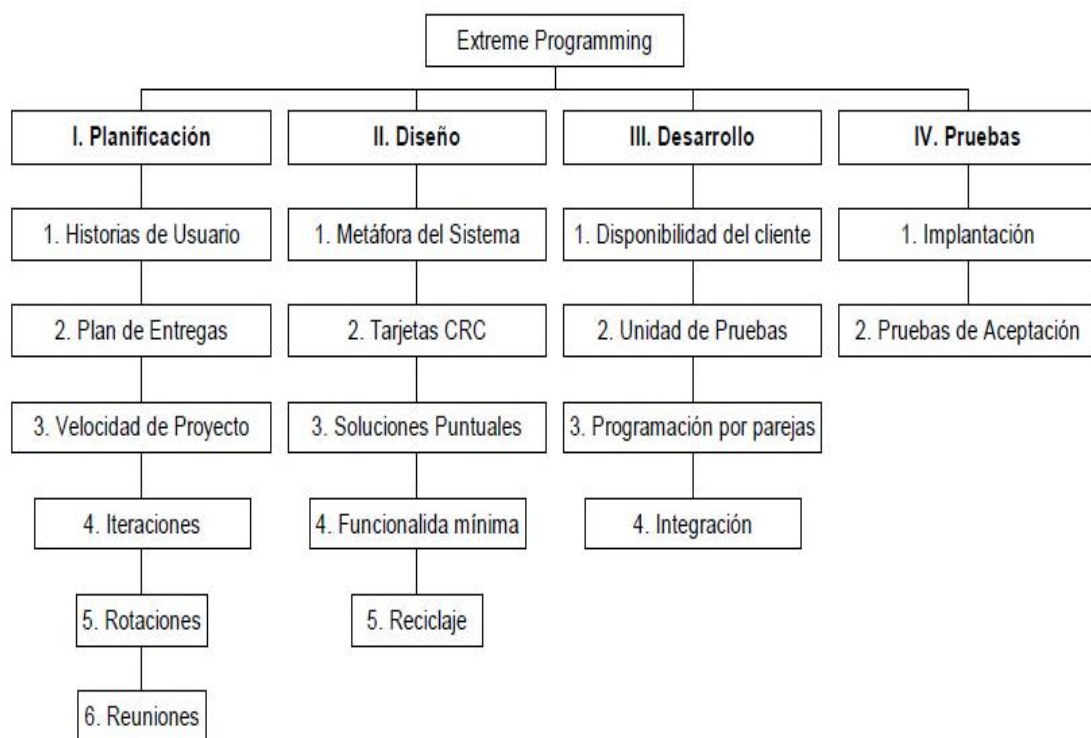 Extreme Programming
I. Planificación
II. Diseño
III. Desarrollo
IV. Pruebas
1. Historias de Usuario
1. Metáfora del Sistema
1. Disponibilidad del cliente
1. Implantación
2. Plan de Entregas
2. Tarjetas CRC
2. Unidad de Pruebas
2. Pruebas de Aceptación
3. Velocidad de Proyecto
3. Soluciones Puntuales
3. Programación por parejas
4. Iteraciones
4. Funcionalida mínima
4. Integración
5. Rotaciones
5. Reciclaje
6. Reuniones